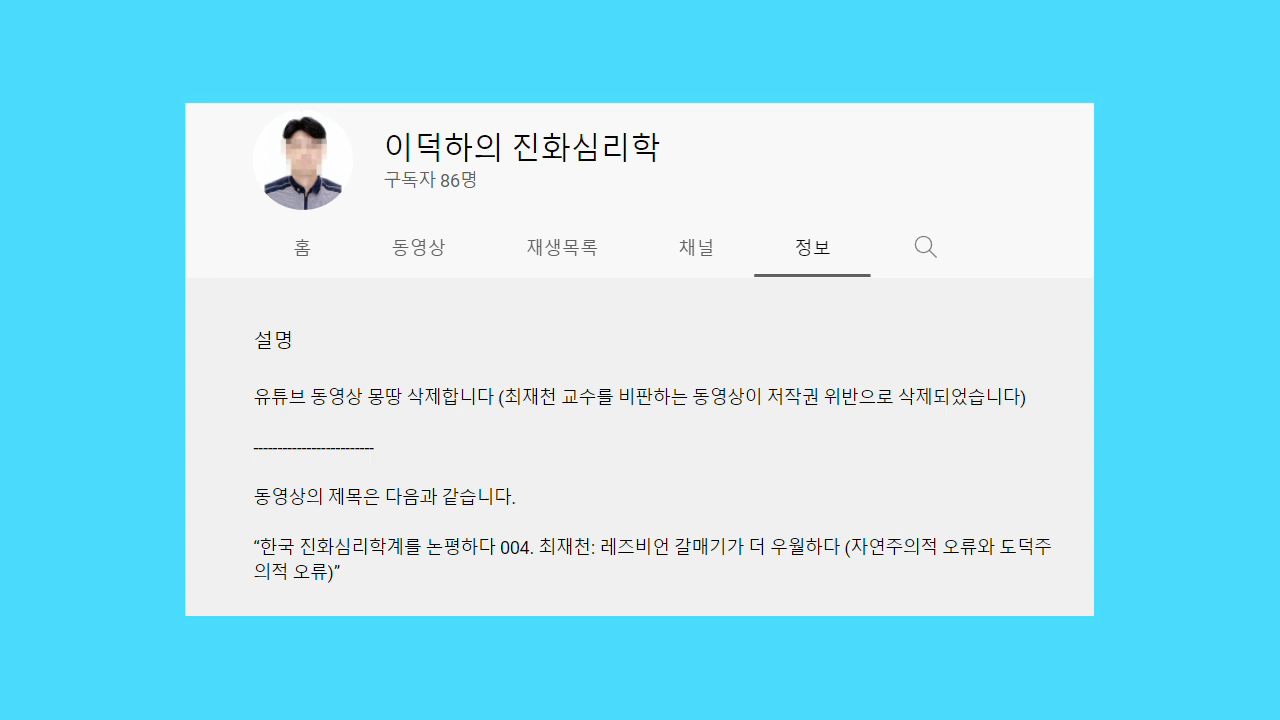 이덕하의 진화심리학
구독자 86명
홈 동영상 재생목록 채널 정보
설명
유튜브 동영상 몽땅 삭제합니다 (최재천 교수를 비판하는 동영상이 저작권 위반으로 삭제되었습니다)
-------------------------
동영상의 제목은 다음과 같습니다.
“한국 진화심리학계를 논평하다 004. 최재천: 레즈비언 갈매기가 더 우월하다 (자연주의적 오류와 도덕주
의적 오류)”